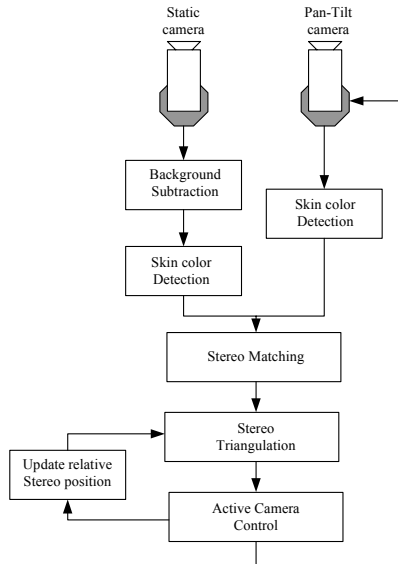 Static
camera
Pan-Tilt
camera
Background
Subtraction
Skin color
Detection
Skin color
Detection
Stereo Matching
Stereo
Triangulation
Update relative
Stereo position
Active Camera
Control